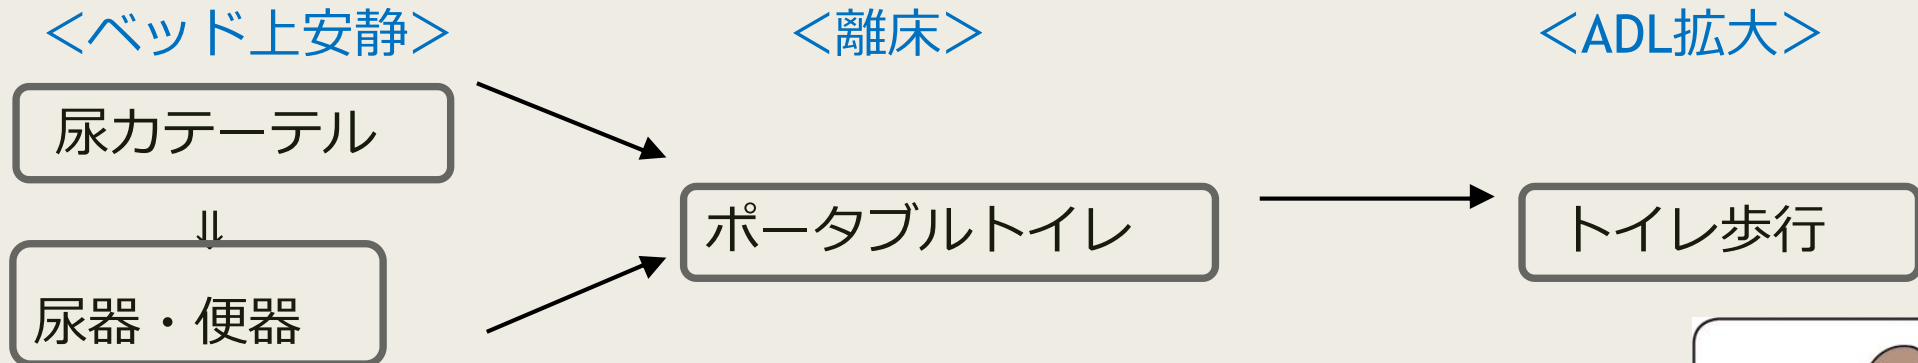 ＜ベッド上安静＞
＜離床＞
＜ADL拡大＞
尿カテーテル
⇓
ポータブルトイレ
トイレ歩行
尿器・便器